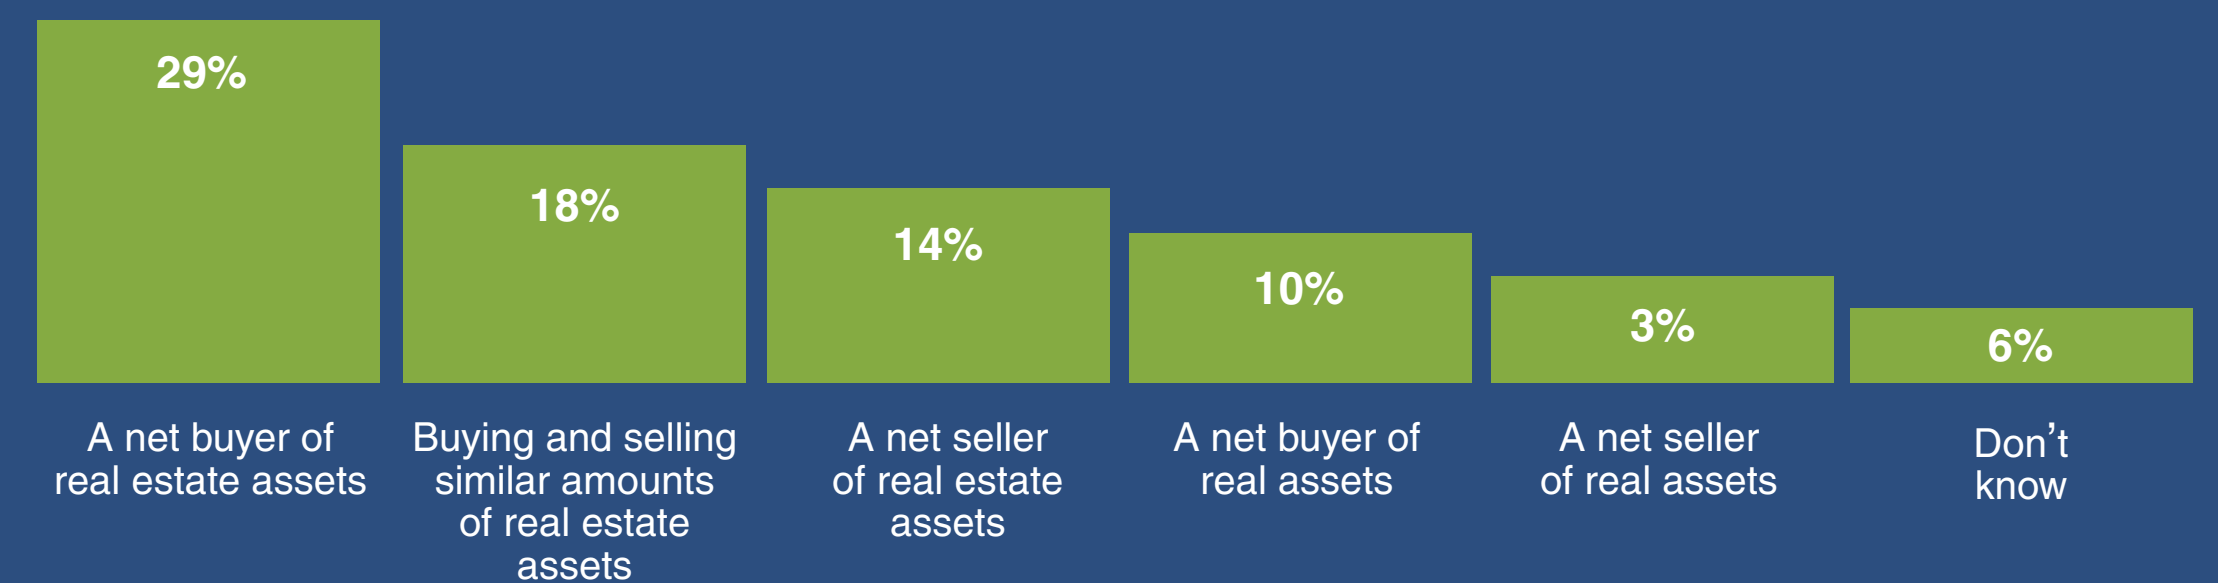 29%
18%
14%
10%
3%
6%
A net buyer of
real estate assets
Buying and selling
similar amounts
of real estate
assets
A net seller
of real estate
assets
A net buyer of
real assets
A net seller
of real assets
Don’t
know